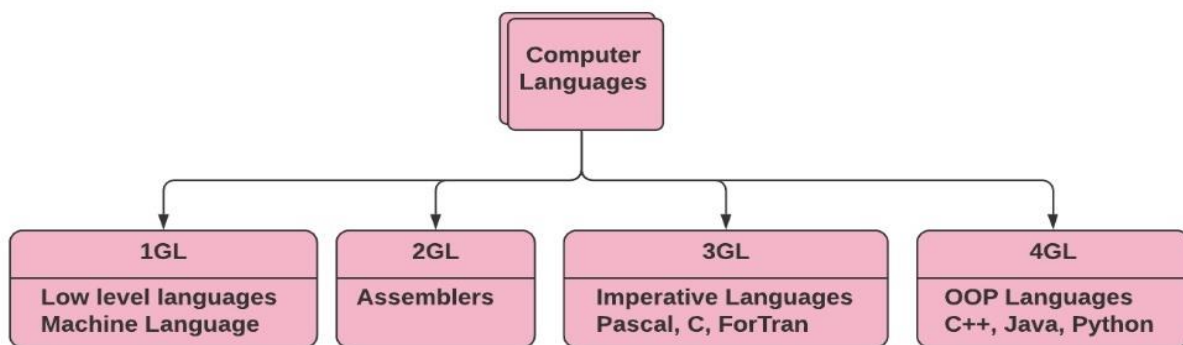 Computer
Languages
1GL
Low level languages
Machine Language
2GL
Assemblers
3GL
Imperative Languages
Pascal, C, ForTran
4GL
OOP Languages
C++, Java, Python